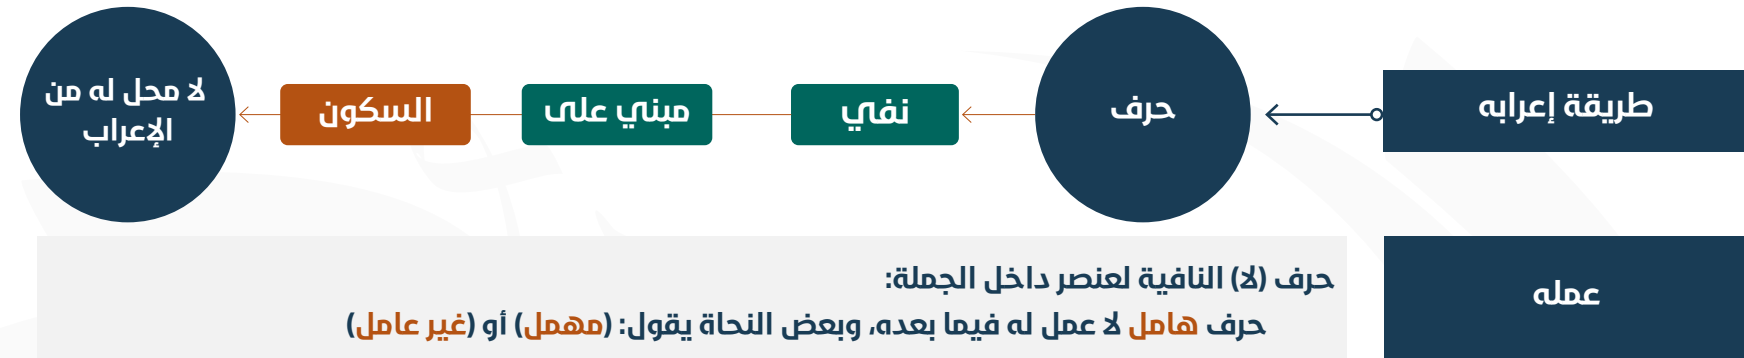 طريقة إعرابه
حرف
نفي
مبني على
السكون
لا محل له من
الإعراب
عمله
حرف (لا) النافية لعنصر داخل الجملة:
حرف هامل لا عمل له فيما بعده، وبعض النحاة يقول: (مهمل) أو (غير عامل)